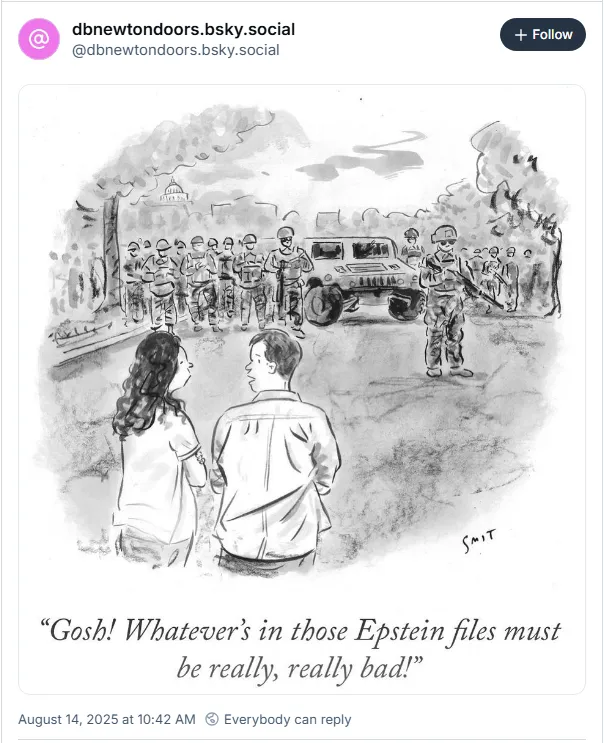 @
dbnewtondoors.bsky.social
@dbnewtondoors.bsky.social
+ Follow
SMIT
“Gosh! Whatever’s in those Epstein files must
be really, really bad!”
August 14, 2025 at 10:42 AM Everybody can reply